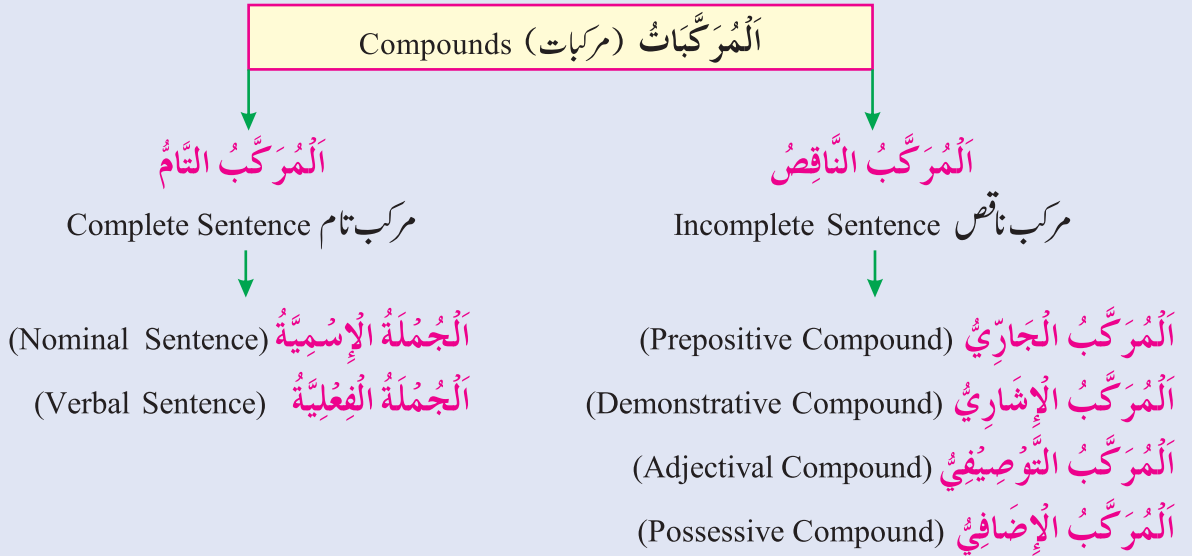 اَلْمُرَكَّبَاتُ (مرکبات) Compounds
اَلْمُرَكَّبُ النَّاقِصُ
مرکب ناقص Incomplete Sentence
اَلْمُرَكَّبُ الْجَارِّيُّ (Prepositive Compound)
اَلْمُرَكَّبُ الْإِشَارِيُّ (Demonstrative Compound)
اَلْمُرَكَّبُ التَّوْصِيْفِيُّ (Adjectival Compound)
اَلْمُرَكَّبُ الْإِضَافِيُّ (Possessive Compound)
اَلْمُرَكَّبُ التَّامُّ
مرکب تام Complete Sentence
اَلْجُمْلَةُ الْإِسْمِيَّةُ (Nominal Sentence)
اَلْجُمْلَةُ الْفِعْلِيَّةُ (Verbal Sentence)